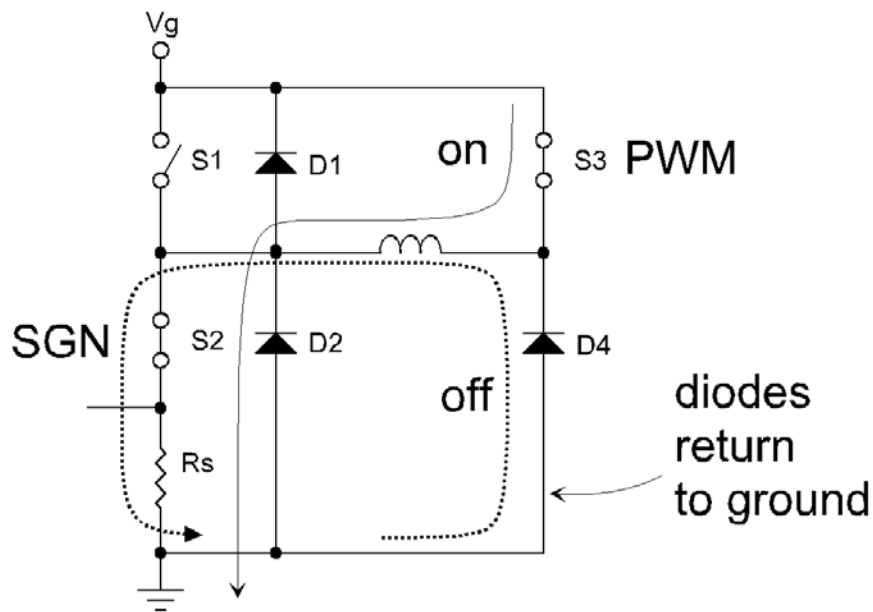 Vg
S1
D1
on
S3 PWM
SGN
S2
D2
off
D4
Rs
diodes
return
to ground